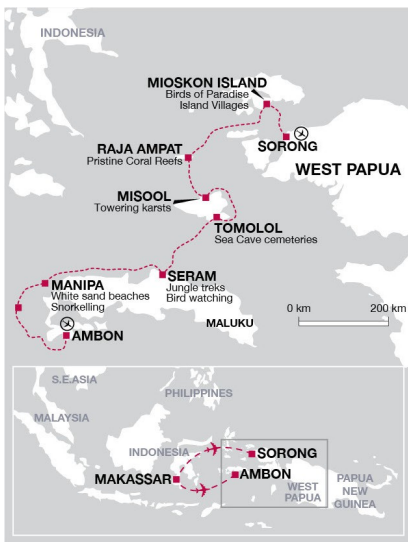 INDONESIA
MIOSKON ISLAND
Birds of Paradise
Island Villages
SORONG
RAJA AMPAT
Pristine Coral Reefs
WEST PAPUA
MISOOL
Towering karsts
TOMOLOL
Sea Cave cemeteries
SERAM
Jungle treks
Bird watching
MANIPA
White sand beaches
Snorkelling
0 km 200 km
MALUKU
AMBON
S.E.ASIA
PHILIPPINES
MALAYSIA
INDONESIA
SORONG
MAKASSAR
AMBON
WEST
PAPUA
PAPUA
NEW
GUINEA